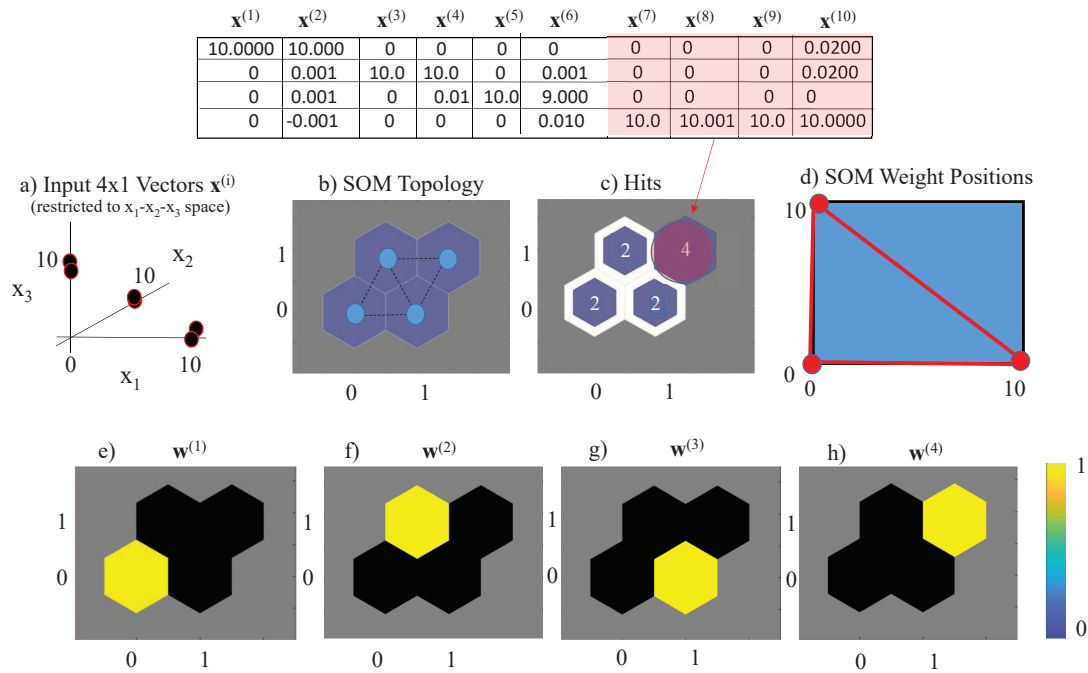 x(1) x(2) x(3) x(4) x(5) x(6) x(7) x(8) x(9) x(10)
10.0000 10.000 0 0 0 0 0 0 0 0.0200
0 0.001 10.0 10.0 0 0.001 0 0 0 0.0200
0 0.001 0 0.01 10.0 9.000 0 0 0 0
0 -0.001 0 0 0 0.010 10.0 10.001 10.0 10.0000
a) Input 4x1 Vectors x(i)
(restricted to x1-x2-x3 space)
10
x3
10
x2
0
10
x1
b) SOM Topology
1
0
0 1
c) Hits
2 4
2 2
1
0
0 1
d) SOM Weight Positions
10
0
0 10
e) w(1)
1
0
0 1
f) w(2)
1
0
0 1
g) w(3)
1
0
0 1
h) w(4)
1
0
0 1
1
0